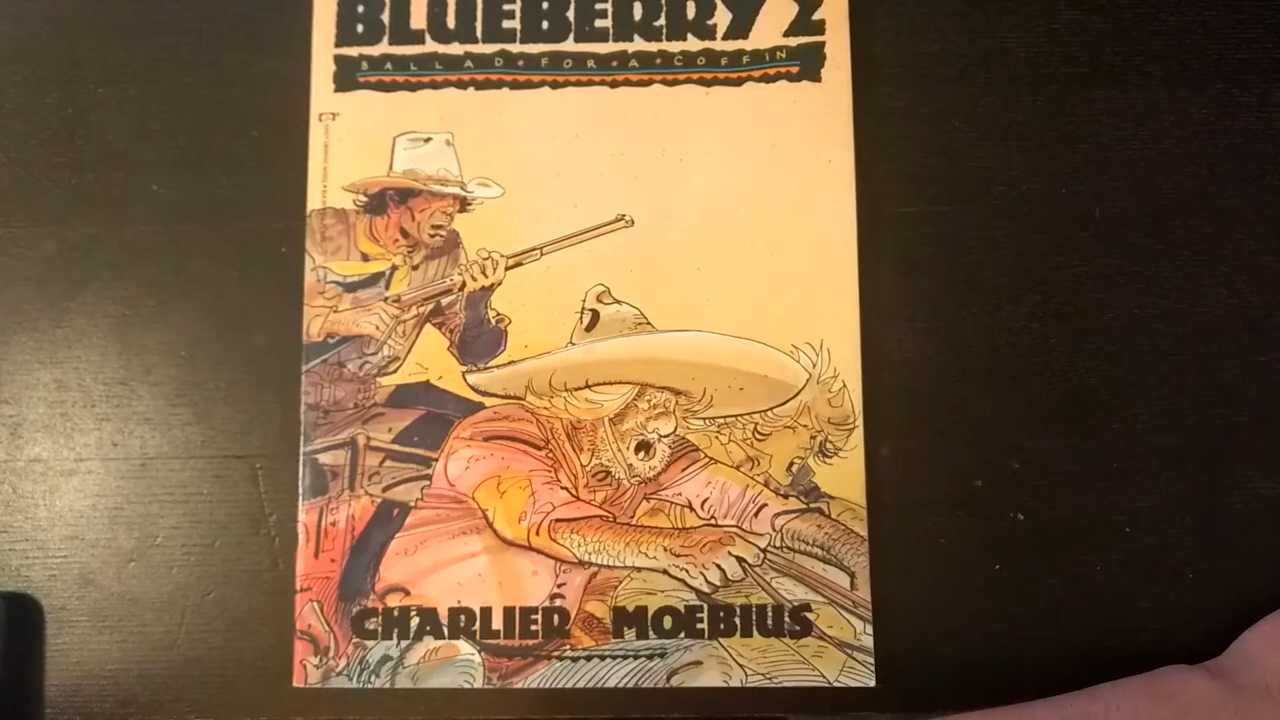 BLUEBERRY 2
BALLAD • FOR • A • COFFIN
CHARLIER MOEBIUS